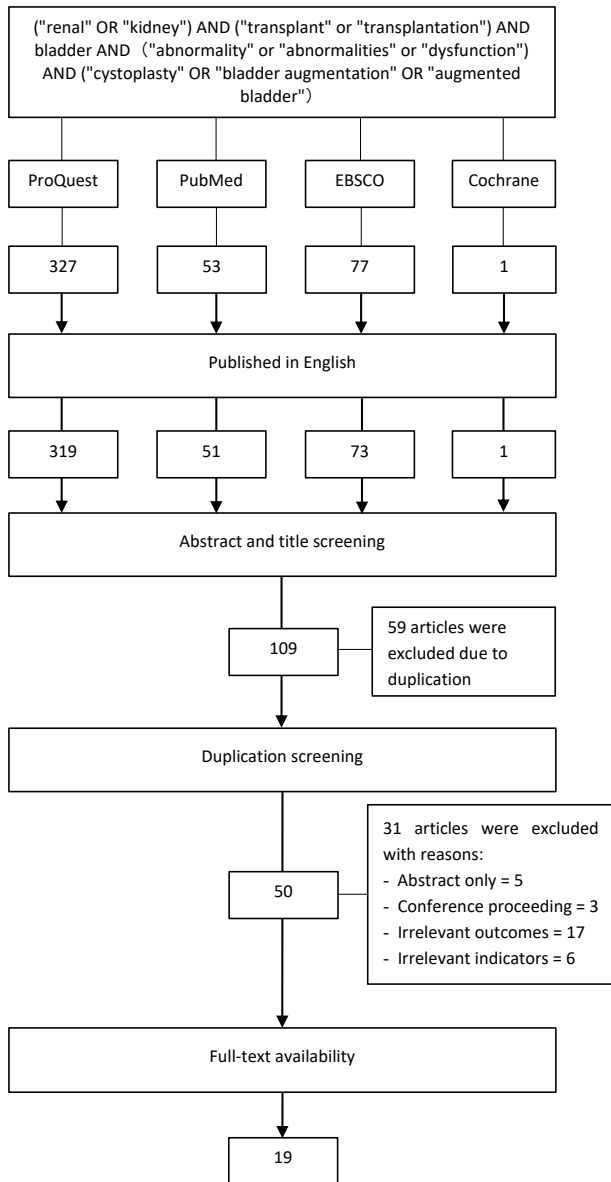 ("renal" OR "kidney") AND ("transplant" or "transplantation") AND
bladder AND （"abnormality" or "abnormalities" or "dysfunction")
AND ("cystoplasty" OR "bladder augmentation" OR "augmented
bladder"）
ProQuest
PubMed
EBSCO
Cochrane
327
53
77
1
Published in English
319
51
73
1
Abstract and title screening
109
59 articles were
excluded due to
duplication
Duplication screening
50
31 articles were excluded
with reasons:
- Abstract only = 5
- Conference proceeding = 3
- Irrelevant outcomes = 17
- Irrelevant indicators = 6
Full-text availability
19